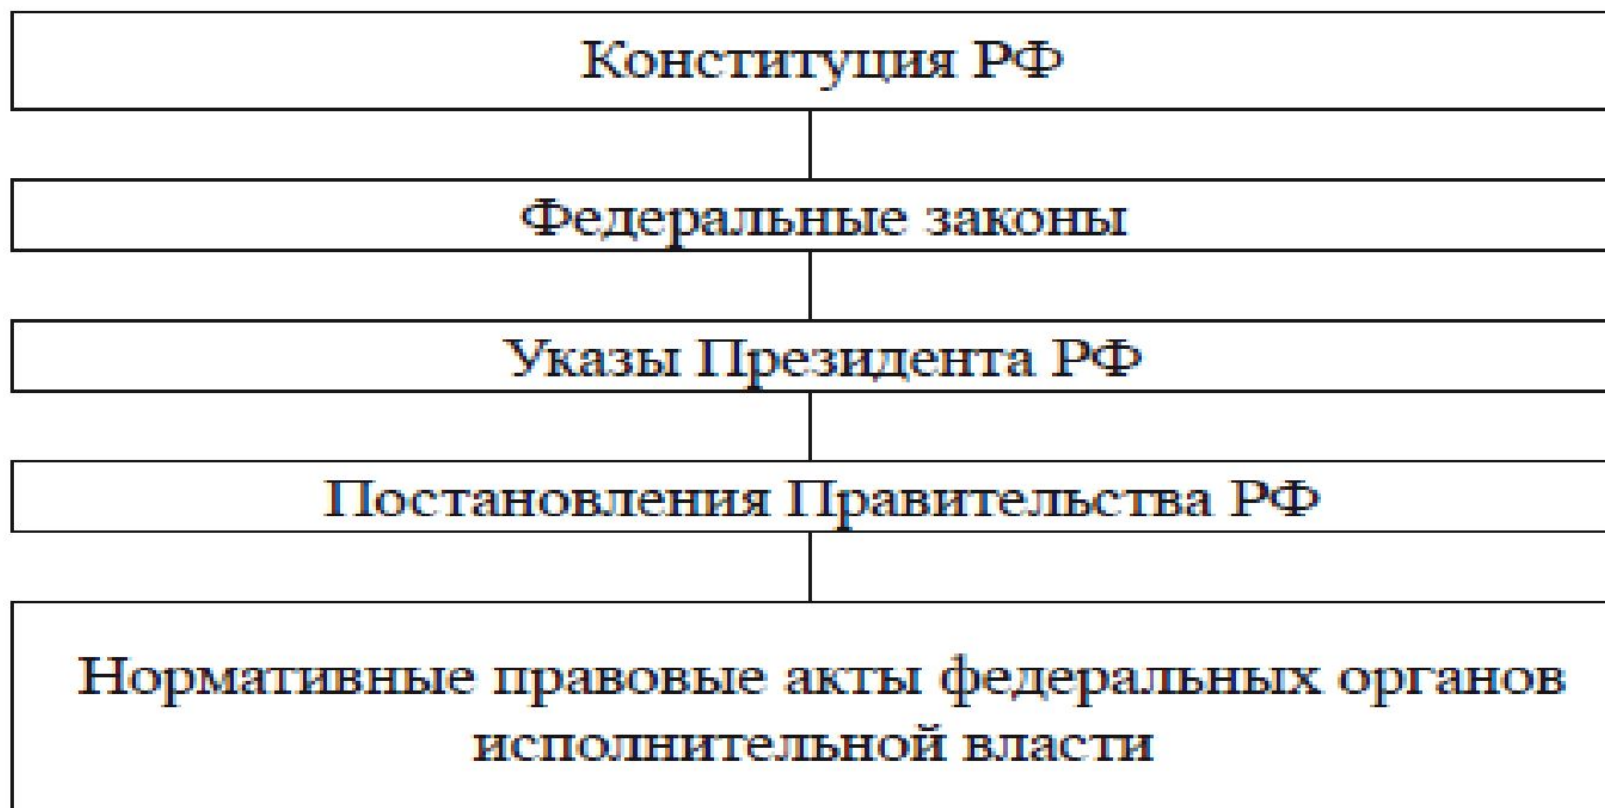 Конституция РФ
Федеральные законы
Указы Президента РФ
Постановления Правительства РФ
Нормативные правовые акты федеральных органов
исполнительной власти